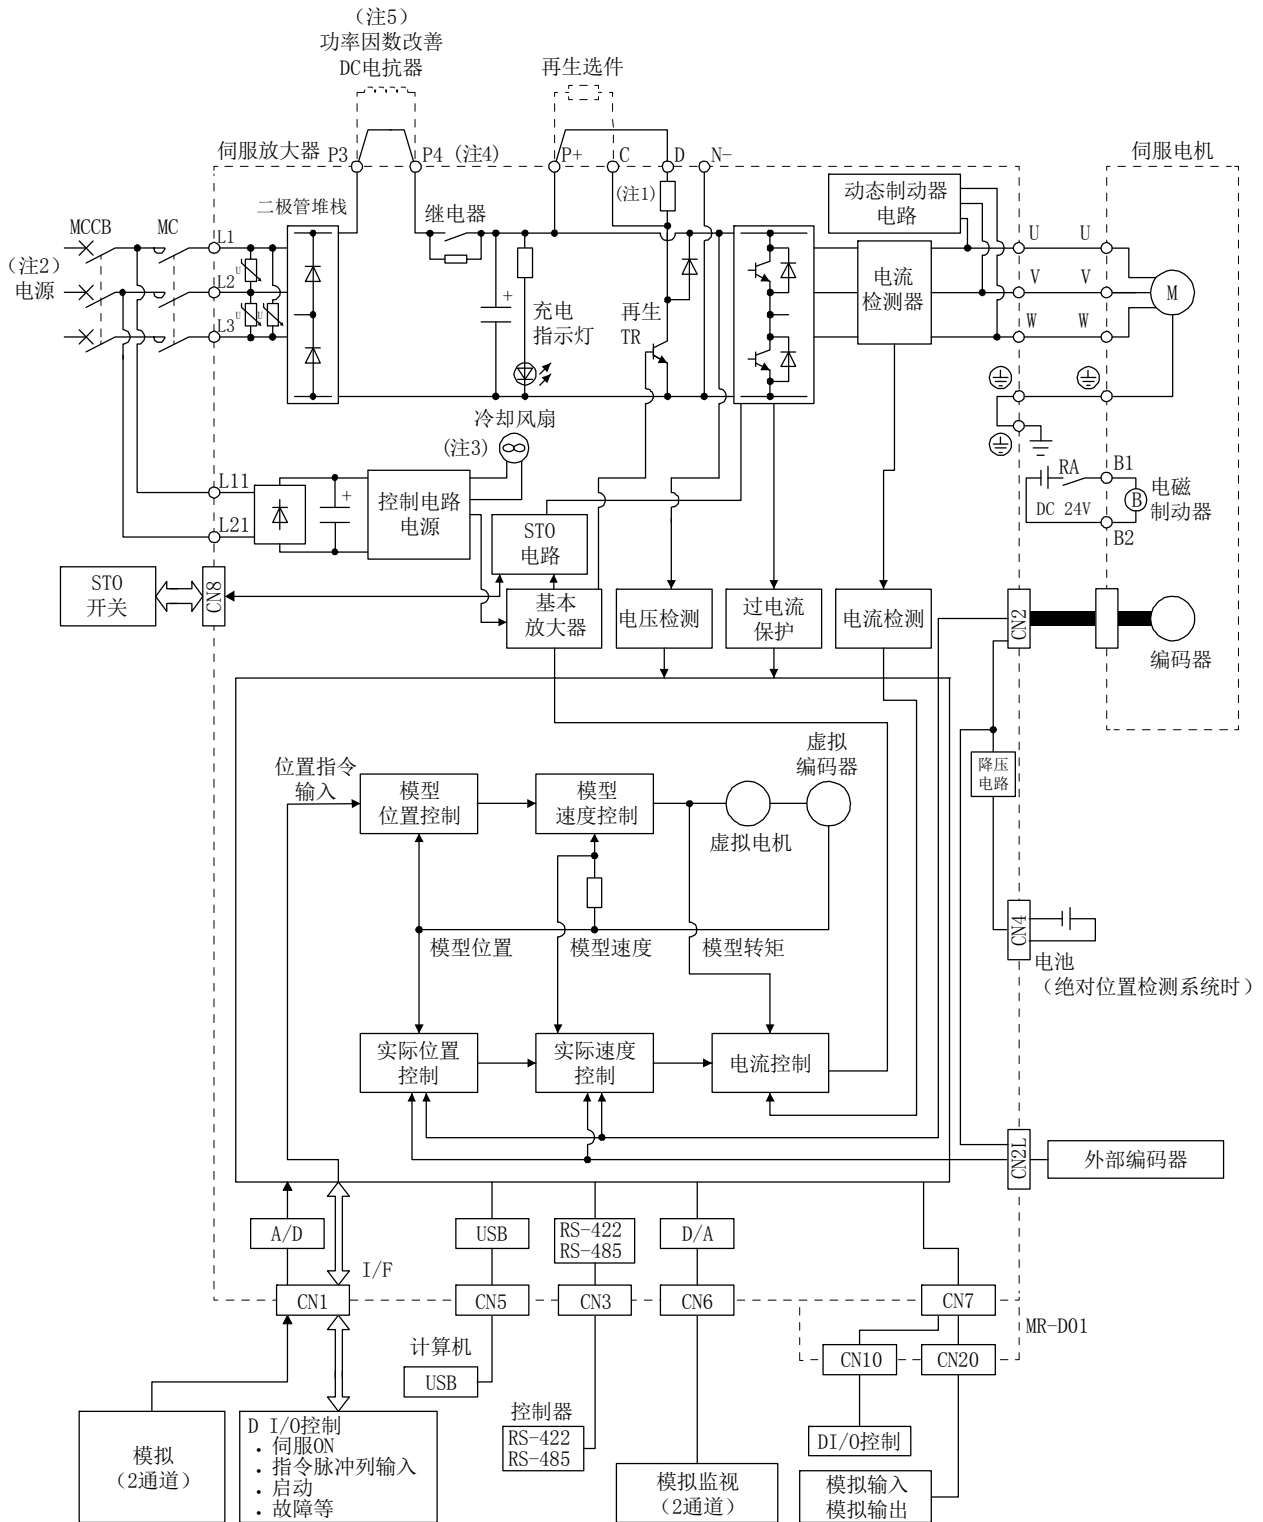 （注5）
功率因数改善
DC电抗器
再生选件
伺服放大器
P3
P4
（注4）
P+
C
D
N-
伺服电机
（注1）
动态制动器
电路
二极管堆栈
继电器
MCCB
MC
L1
U
U
（注2）
电源
U
L2
电流
检测器
V
V
M
+
充电
指示灯
再生
TR
U
U
L3
W
W
冷却风扇
（注3）
L11
+
控制电路
电源
RA
B1
DC 24V
B
电磁
制动器
L21
STO
电路
B2
STO
开关
CN8
基本
放大器
电压检测
过电流
保护
电流检测
CN2
编码器
位置指令
输入
模型
位置控制
模型
速度控制
虚拟
编码器
虚拟电机
降压
电路
模型位置
模型速度
模型转矩
CN4
电池
（绝对位置检测系统时）
实际位置
控制
实际速度
控制
电流控制
CN2L
外部编码器
A/D
USB
RS-422
RS-485
D/A
I/F
CN1
CN5
CN3
CN6
CN7
MR-D01
计算机
USB
CN10
CN20
控制器
RS-422
RS-485
模拟
（2通道）
D I/O控制
. 伺服ON
. 指令脉冲列输入
. 启动
. 故障等
DI/O控制
模拟监视
（2通道）
模拟输入
模拟输出